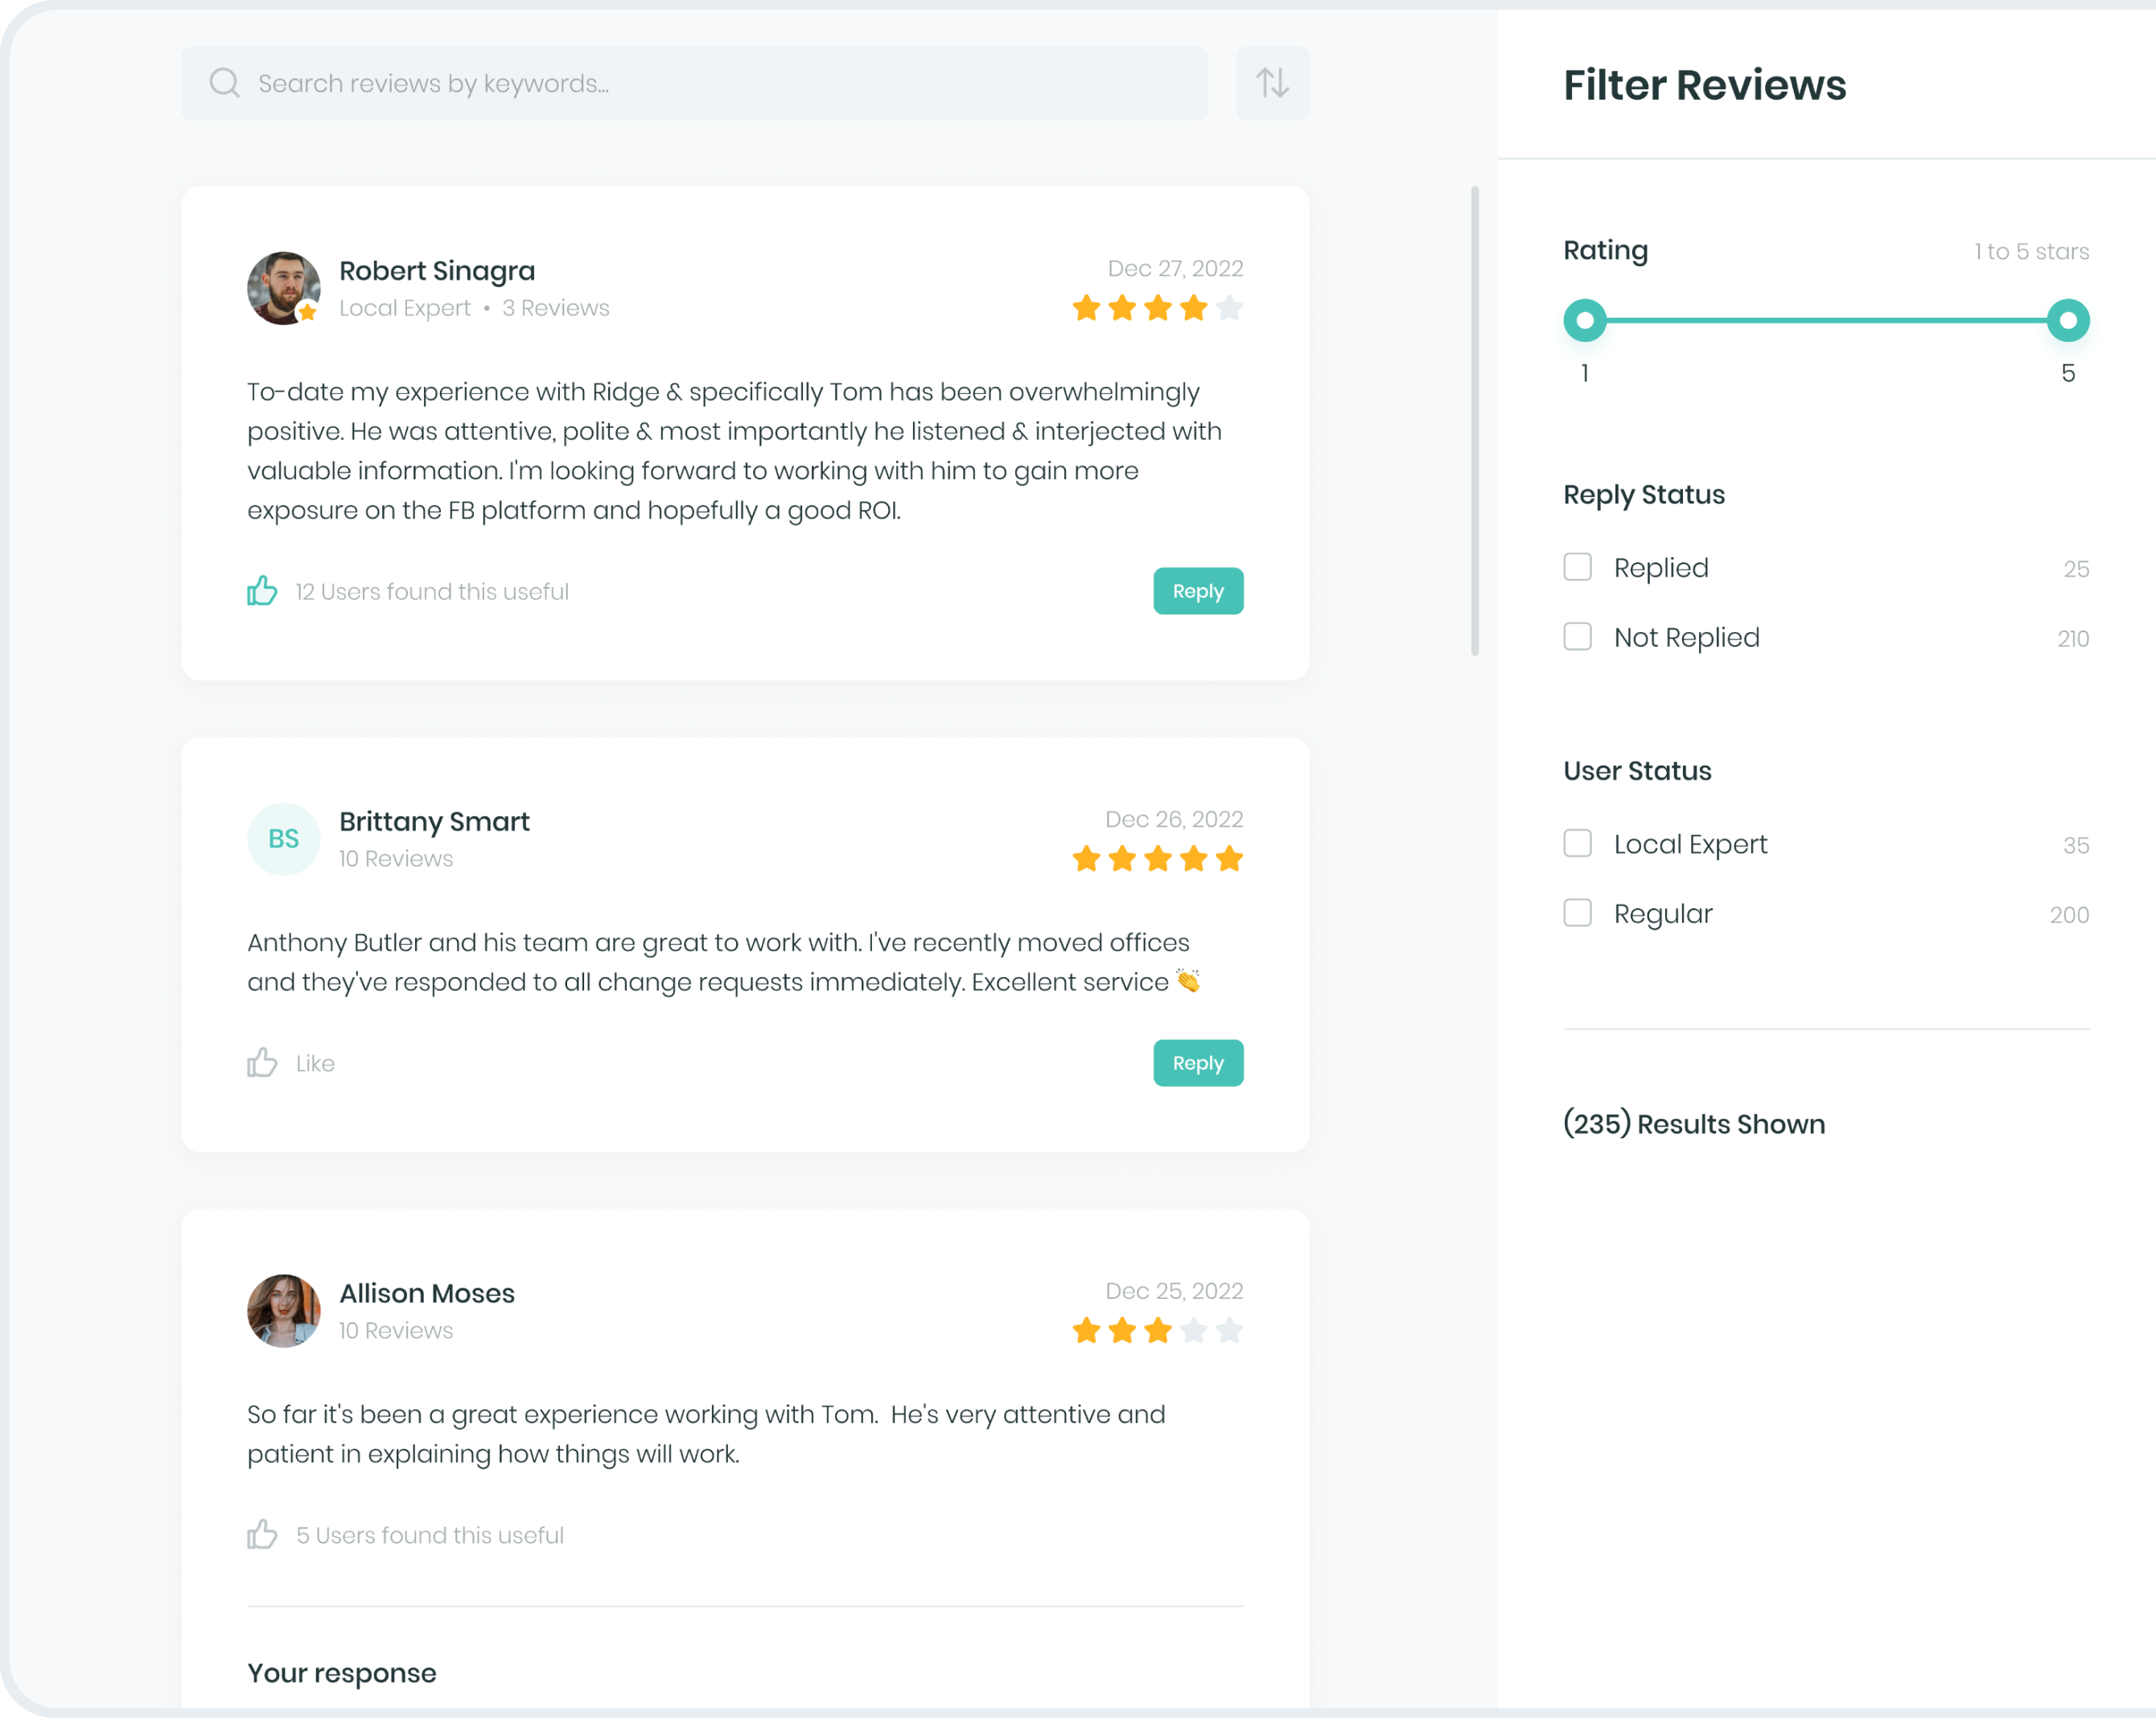 Search reviews by keywords...
Robert Sinagra
Local Expert • 3 Reviews
Dec 27, 2022
To-date my experience with Ridge & specifically Tom has been overwhelmingly
positive. He was attentive, polite & most importantly he listened & interjected with
valuable information. I'm looking forward to working with him to gain more
exposure on the FB platform and hopefully a good ROI.
12 Users found this useful
Reply
BS
Brittany Smart
10 Reviews
Dec 26, 2022
Anthony Butler and his team are great to work with. I've recently moved offices
and they've responded to all change requests immediately. Excellent service 👏
Like
Reply
Allison Moses
10 Reviews
Dec 25, 2022
So far it's been a great experience working with Tom.  He's very attentive and
patient in explaining how things will work.
5 Users found this useful
Your response
Filter Reviews
Rating
1 to 5 stars
1
5
Reply Status
Replied 25
Not Replied 210
User Status
Local Expert 35
Regular 200
(235) Results Shown